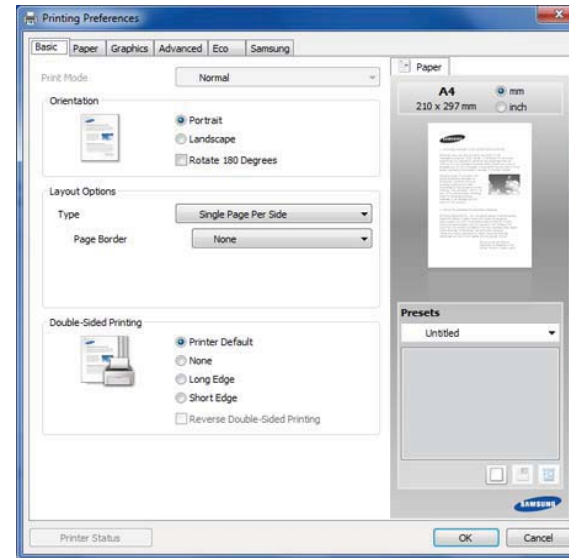 Printing Preferences
Basic Paper Graphics Advanced Eco Samsung
Print Mode Normal
Orientation
Portrait
Landscape
Rotate 180 Degrees
Layout Options
Type Single Page Per Side
Page Border None
Double-Sided Printing
Printer Default
None
Long Edge
Short Edge
Reverse Double-Sided Printing
Printer Status
Paper
A4
210 x 297 mm
mm
inch
Presets
Untitled
SAMSUNG
OK Cancel